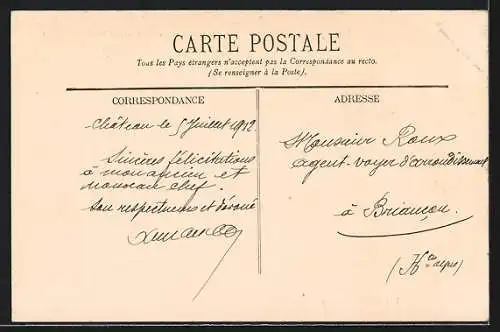 CARTE POSTALE
Tous les Pays étrangers n'acceptent pas la Correspondance au recto.
(Se renseigner à la Poste).
CORRESPONDANCE
Château le 5 Juillet 1912.
Sincères félicitations
à mon ancien et
nouveau chef.
Son respectueux et dévoué
ADRESSE
Monsieur Roux
agent-voyer d'arrondissement
à Briançon.
(Htes alpes)